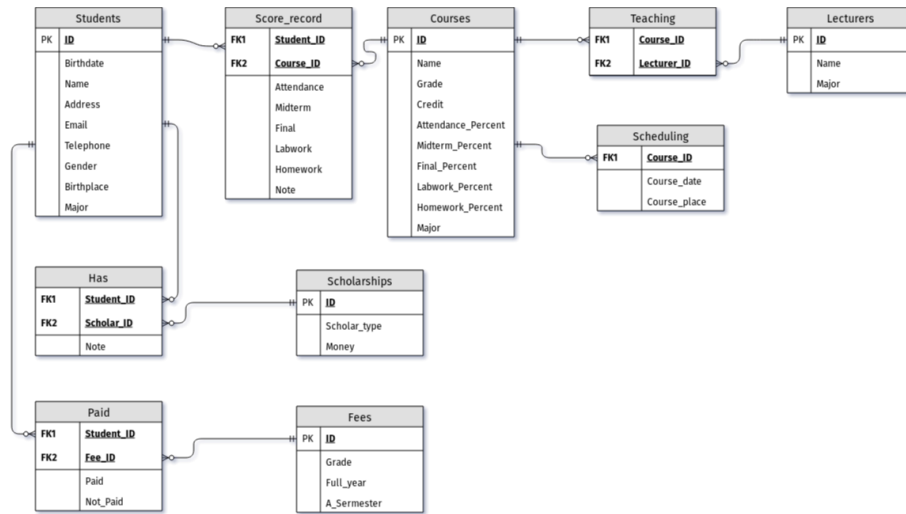 Students
PK ID
Birthdate
Name
Address
Email
Telephone
Gender
Birthplace
Major
Score_record
FK1 Student_ID
FK2 Course_ID
Attendance
Midterm
Final
Labwork
Homework
Note
Courses
PK ID
Name
Grade
Credit
Attendance_Percent
Midterm_Percent
Final_Percent
Labwork_Percent
Homework_Percent
Major
Teaching
FK1 Course_ID
FK2 Lecturer_ID
Lecturers
PK ID
Name
Major
Scheduling
FK1 Course_ID
Course_date
Course_place
Has
FK1 Student_ID
FK2 Scholar_ID
Note
Scholarships
PK ID
Scholar_type
Money
Paid
FK1 Student_ID
FK2 Fee_ID
Paid
Not_Paid
Fees
PK ID
Grade
Full_year
A_Sermester